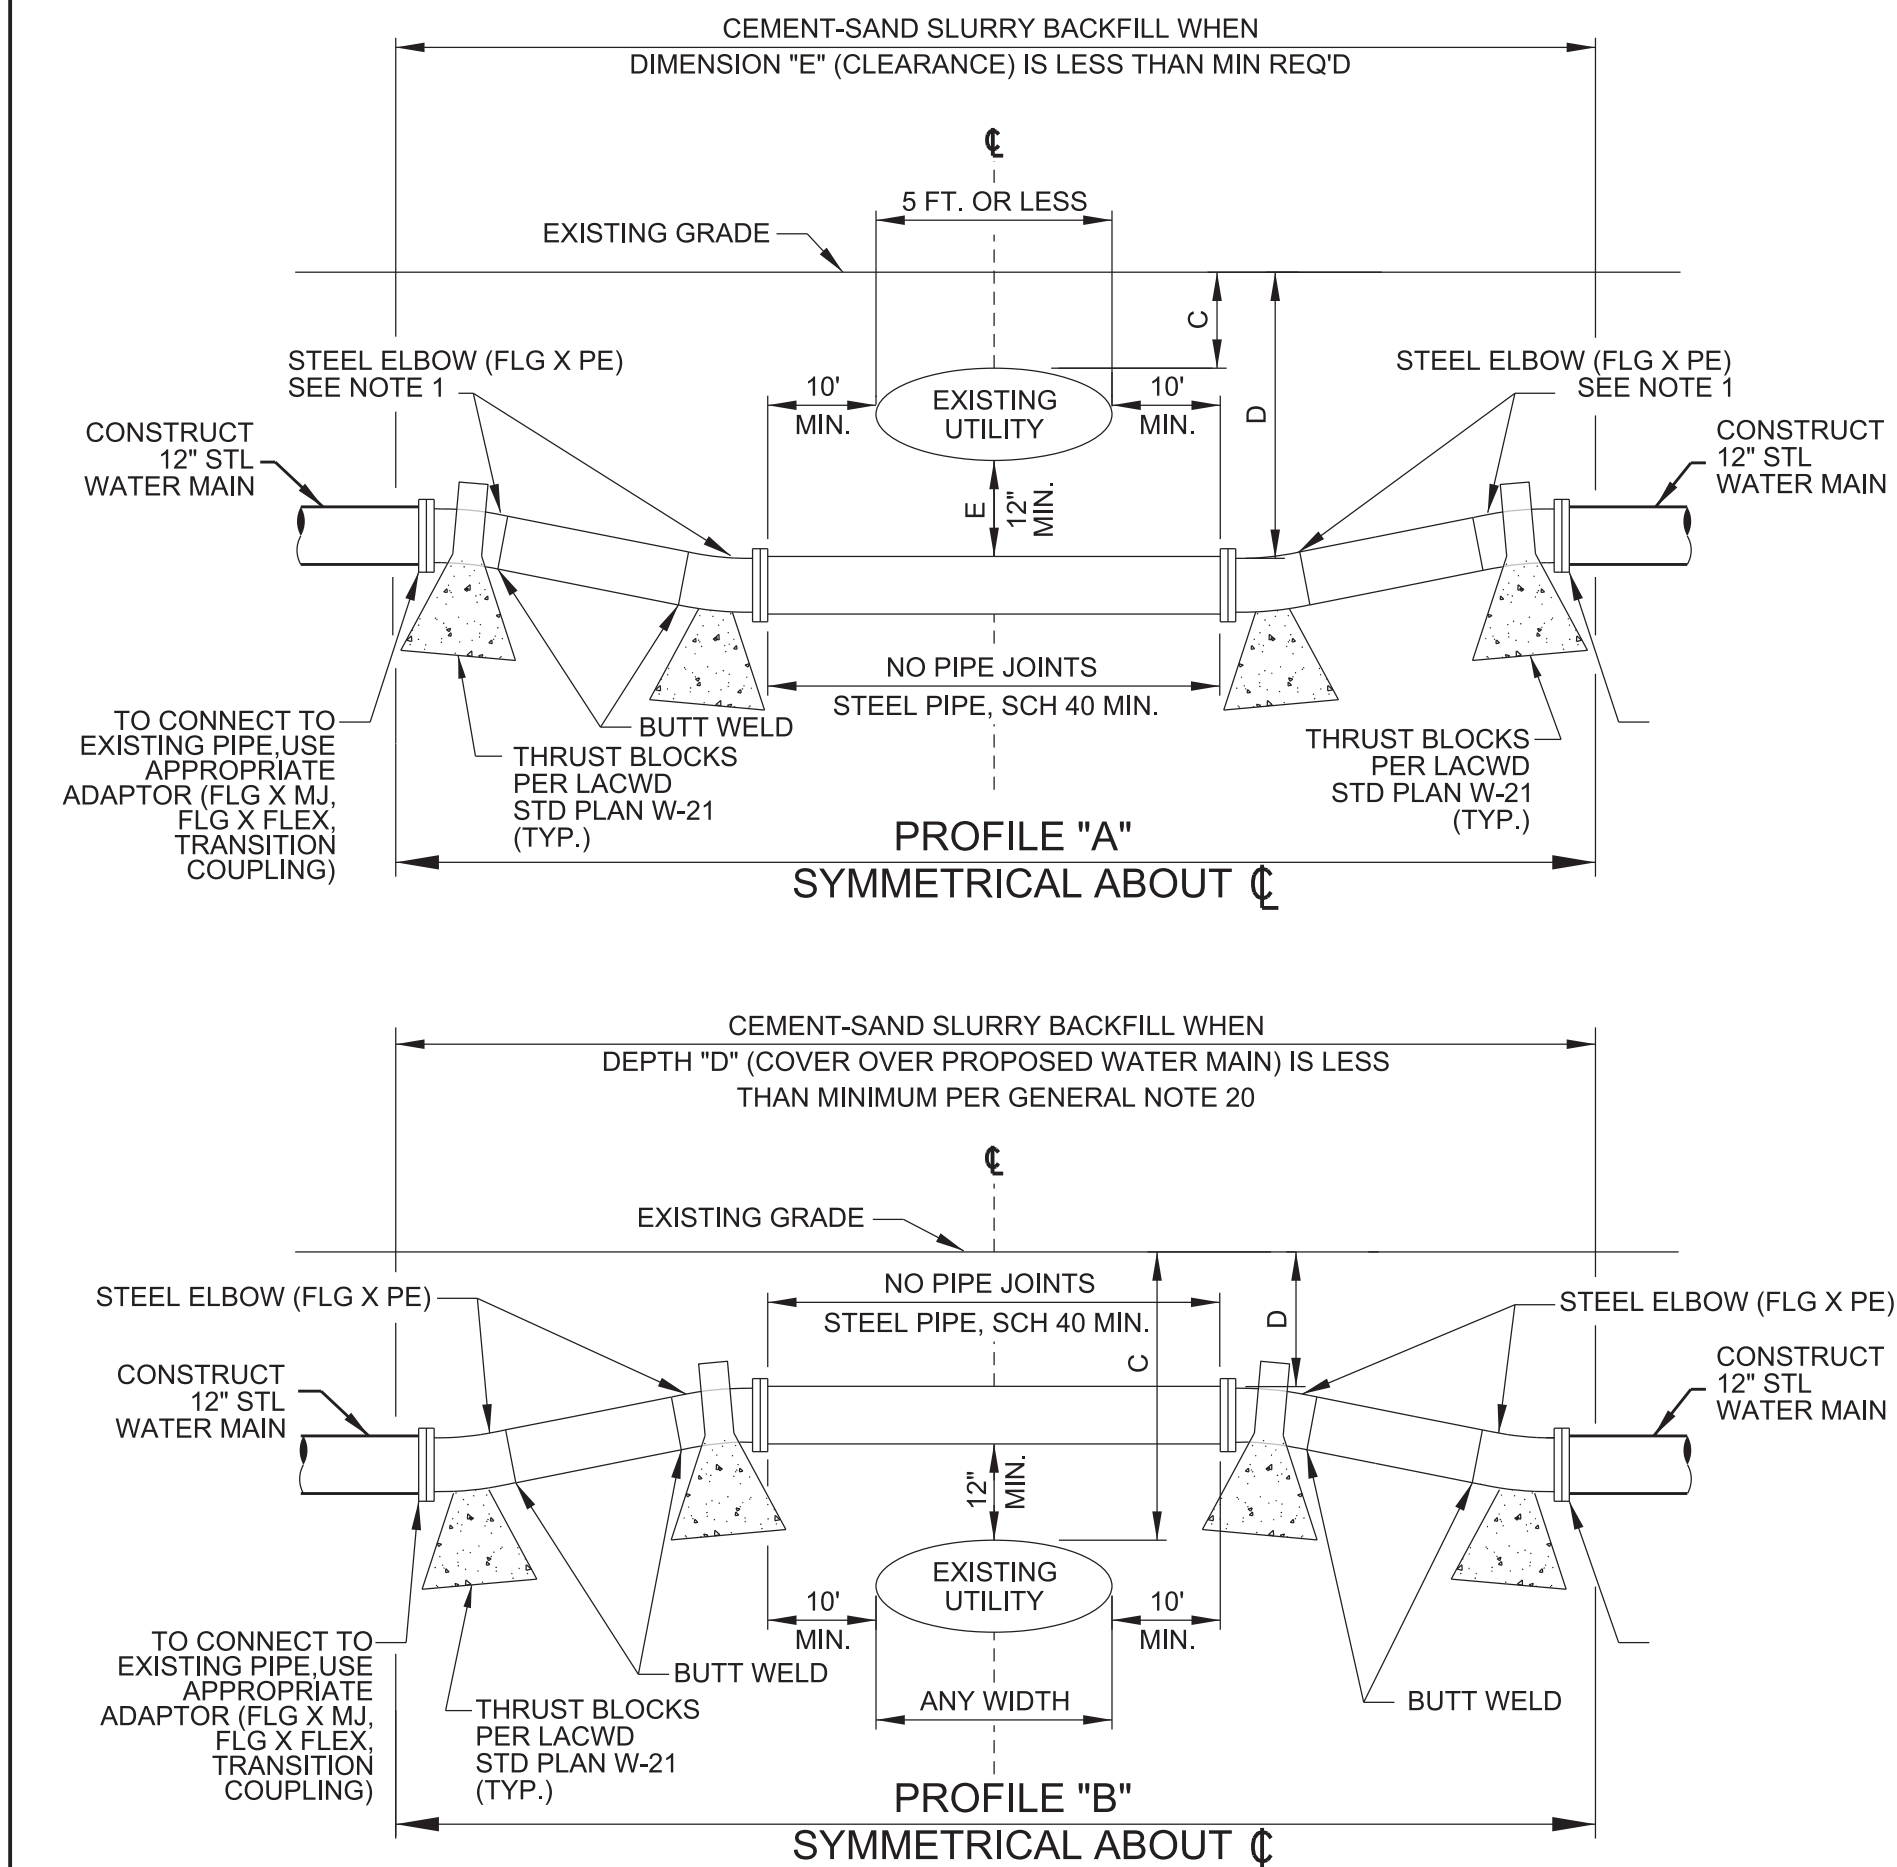 CEMENT-SAND SLURRY BACKFILL WHEN
DIMENSION "E" (CLEARANCE) IS LESS THAN MIN REQ'D
℄
5 FT. OR LESS
EXISTING GRADE
C
D
STEEL ELBOW (FLG X PE)
SEE NOTE 1
STEEL ELBOW (FLG X PE)
SEE NOTE 1
10'
MIN.
EXISTING
UTILITY
10'
MIN.
CONSTRUCT
12" STL
WATER MAIN
CONSTRUCT
12" STL
WATER MAIN
E
12"
MIN.
NO PIPE JOINTS
STEEL PIPE, SCH 40 MIN.
TO CONNECT TO
EXISTING PIPE,USE
APPROPRIATE
ADAPTOR (FLG X MJ,
FLG X FLEX,
TRANSITION
COUPLING)
BUTT WELD
THRUST BLOCKS
PER LACWD
STD PLAN W-21
(TYP.)
THRUST BLOCKS
PER LACWD
STD PLAN W-21
(TYP.)
PROFILE "A"
SYMMETRICAL ABOUT ℄
CEMENT-SAND SLURRY BACKFILL WHEN
DEPTH "D" (COVER OVER PROPOSED WATER MAIN) IS LESS
THAN MINIMUM PER GENERAL NOTE 20
℄
EXISTING GRADE
STEEL ELBOW (FLG X PE)
NO PIPE JOINTS
STEEL PIPE, SCH 40 MIN.
D
C
STEEL ELBOW (FLG X PE)
CONSTRUCT
12" STL
WATER MAIN
CONSTRUCT
12" STL
WATER MAIN
12"
MIN.
EXISTING
UTILITY
10'
MIN.
10'
MIN.
TO CONNECT TO
EXISTING PIPE,USE
APPROPRIATE
ADAPTOR (FLG X MJ,
FLG X FLEX,
TRANSITION
COUPLING)
BUTT WELD
THRUST BLOCKS
PER LACWD
STD PLAN W-21
(TYP.)
ANY WIDTH
BUTT WELD
PROFILE "B"
SYMMETRICAL ABOUT ℄